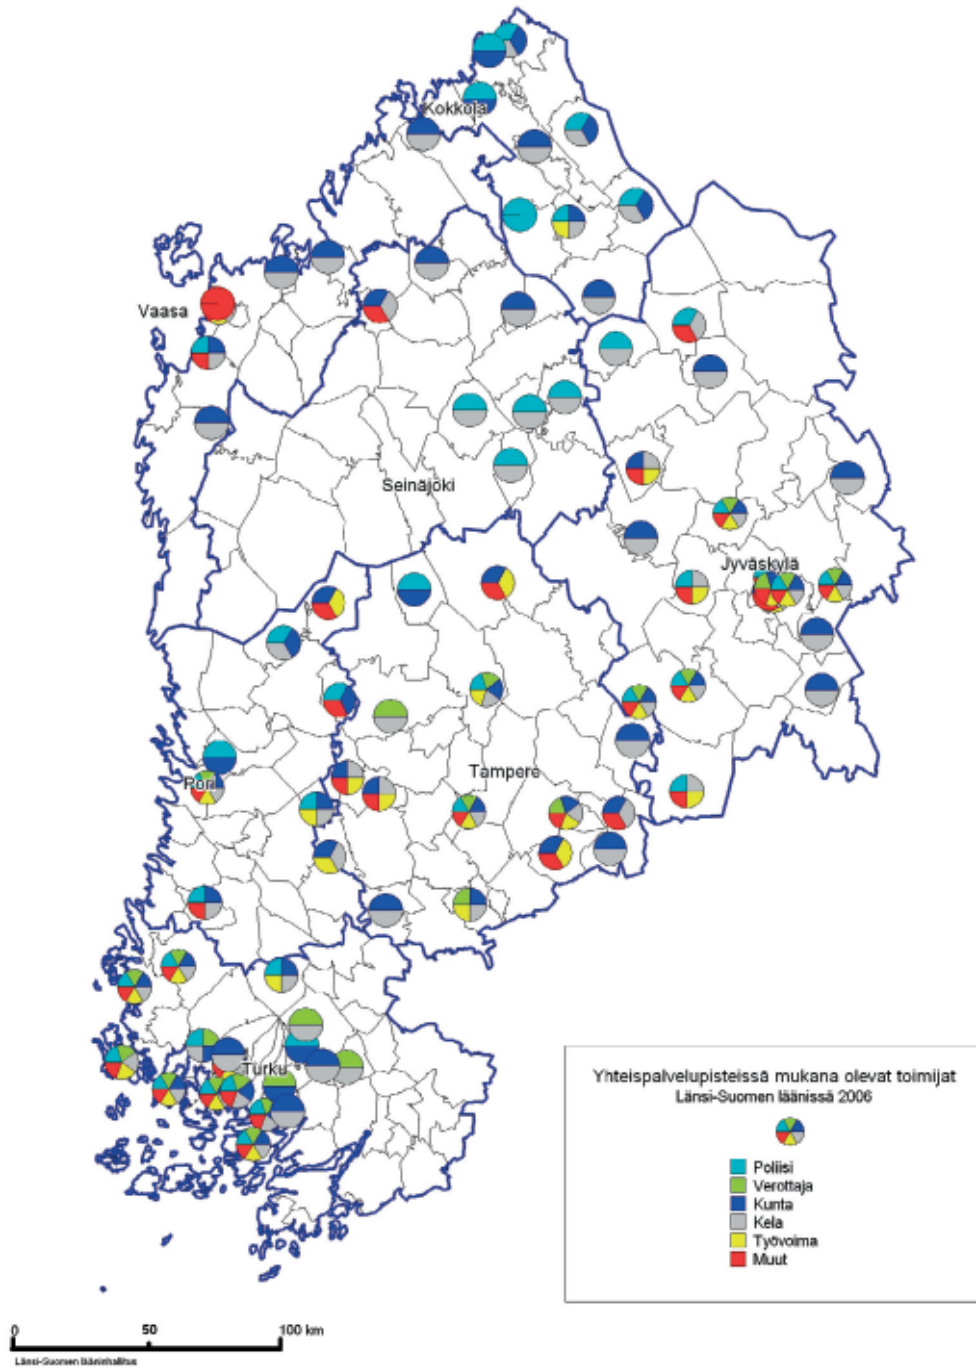 Kokkola
Vaasa
Seinäjoki
Jyväskylä
Tampere
Pori
Turku
Yhteispalvelupisteissä mukana olevat toimijat
Länsi-Suomen läänissä 2006
Poliisi
Verottaja
Kunta
Kela
Työvoima
Muut
0 50 100 km
Länsi-Suomen lääninhallitus